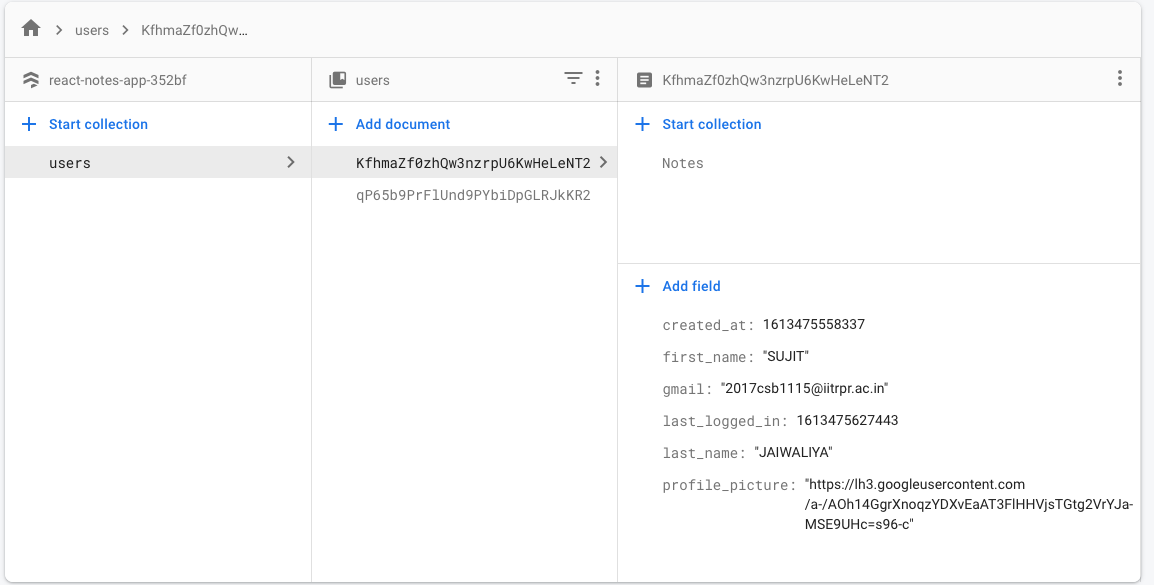 users KfhmaZf0zhQw...
react-notes-app-352bf
Start collection
users
users
Add document
KfhmaZf0zhQw3nzrpU6KwHeLeNT2
qP65b9PrFlUnd9PYbiDpGLRJkKR2
KfhmaZf0zhQw3nzrpU6KwHeLeNT2
Start collection
Notes
Add field
created_at: 1613475558337
first_name: "SUJIT"
gmail: "2017csb1115@iitrpr.ac.in"
last_logged_in: 1613475627443
last_name: "JAIWALIYA"
profile_picture: "https://lh3.googleusercontent.com
/a-/AOh14GgrXnoqzYDXvEaAT3FlHHVjsTGtg2VrYJa-
MSE9UHc=s96-c"